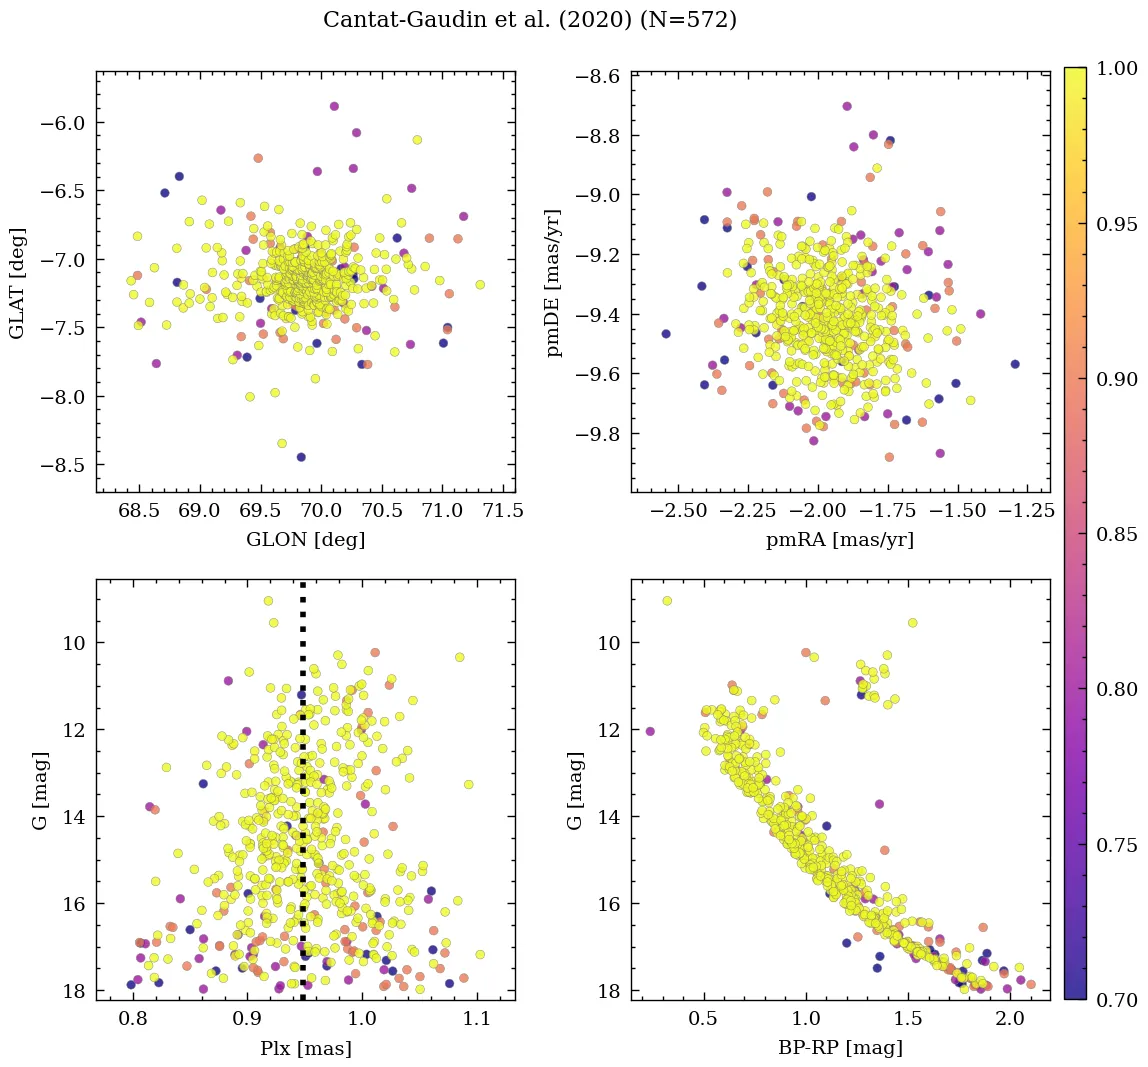 Cantat-Gaudin et al. (2020) (N=572)
−6.0
−6.5
−7.0
−7.5
−8.0
−8.5
GLAT [deg]
68.5 69.0 69.5 70.0 70.5 71.0 71.5
GLON [deg]
−8.6
−8.8
−9.0
−9.2
−9.4
−9.6
−9.8
pmDE [mas/yr]
−2.50 −2.25 −2.00 −1.75 −1.50 −1.25
pmRA [mas/yr]
10
12
14
16
18
G [mag]
0.8 0.9 1.0 1.1
Plx [mas]
10
12
14
16
18
G [mag]
0.5 1.0 1.5 2.0
BP-RP [mag]
1.00
0.95
0.90
0.85
0.80
0.75
0.70